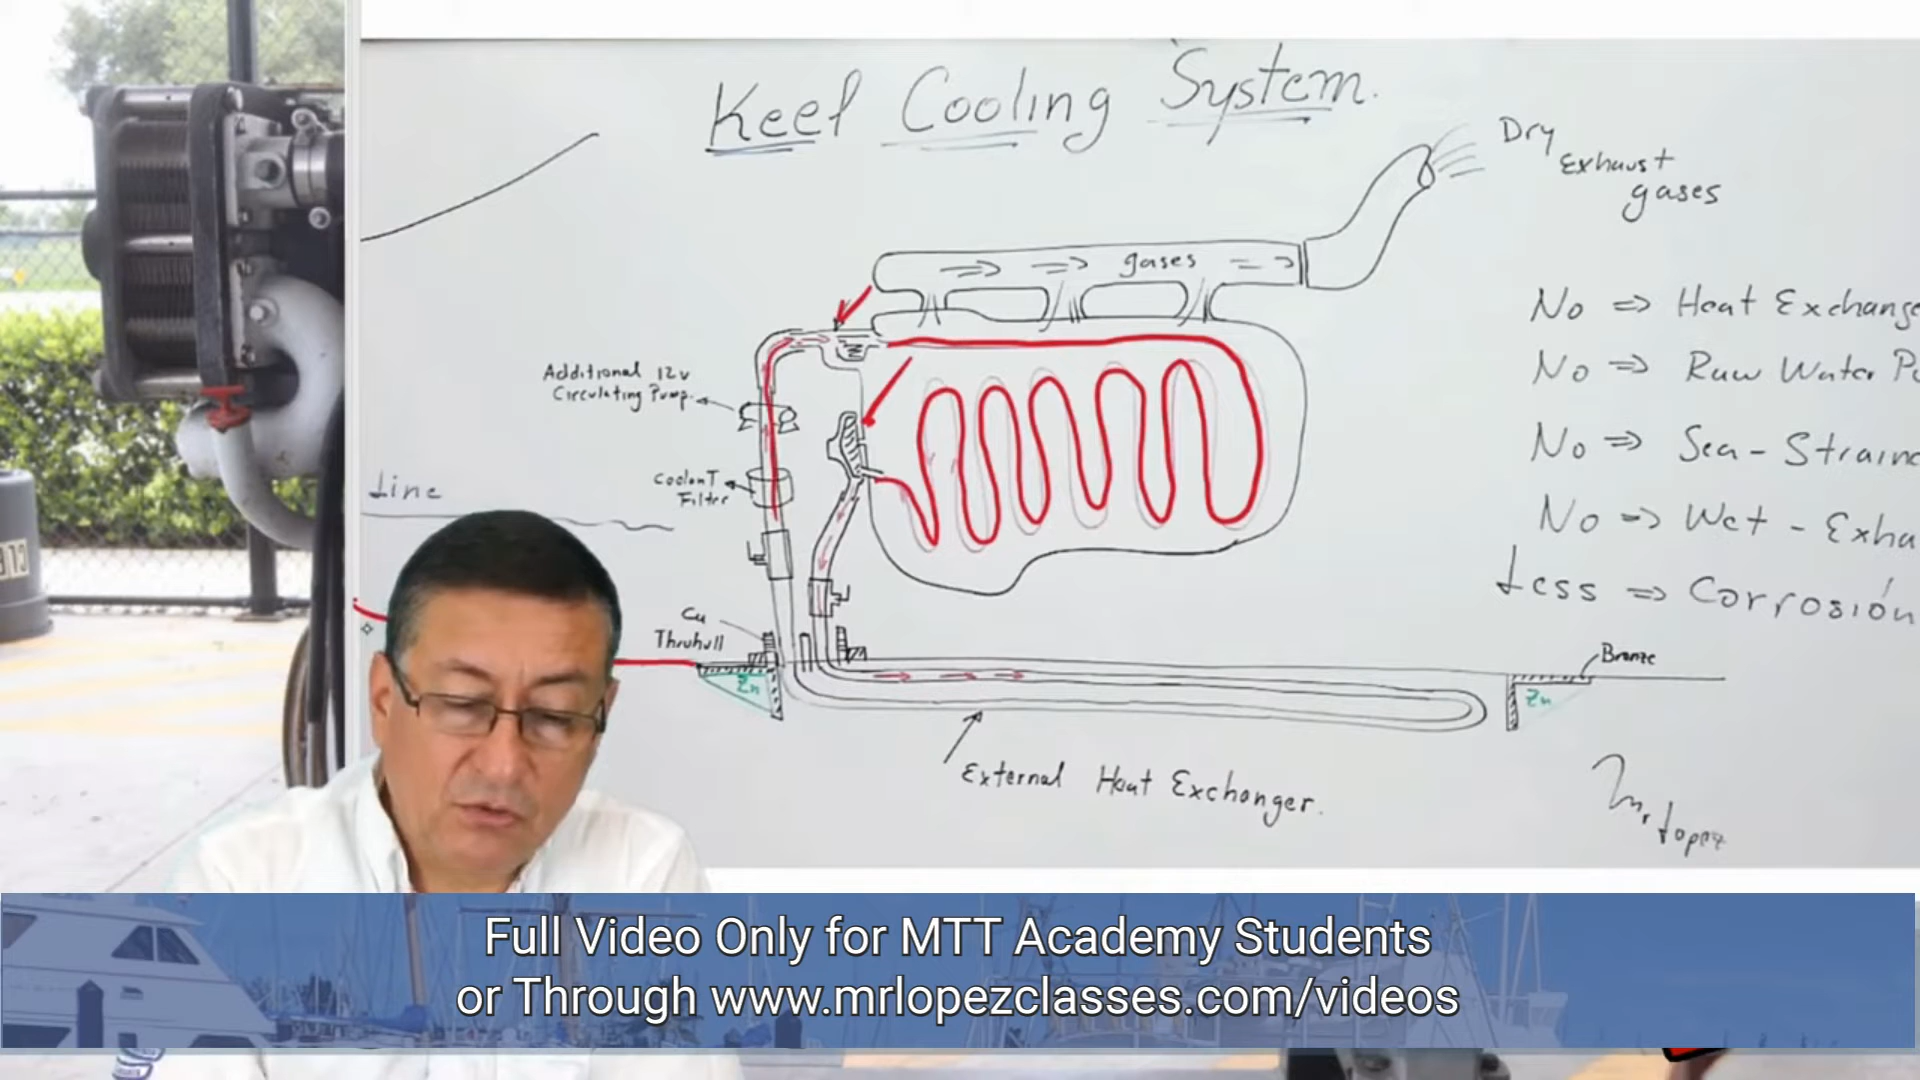 Keel Cooling System.
Dry
Exhaust
gases
gases
No => Heat Exchange
No => Raw Water P
No => Sea-Strain
No => Wet - Exha
Less => Corrosión
Additional 12v
Circulating Pump.
CoolanT
Filter
Line
Cu
Thruhull
Zn
Bronze
Zn
External Heat Exchanger.
Mr Lopez
Full Video Only for MTT Academy Students
or Through www.mrlopezclasses.com/videos